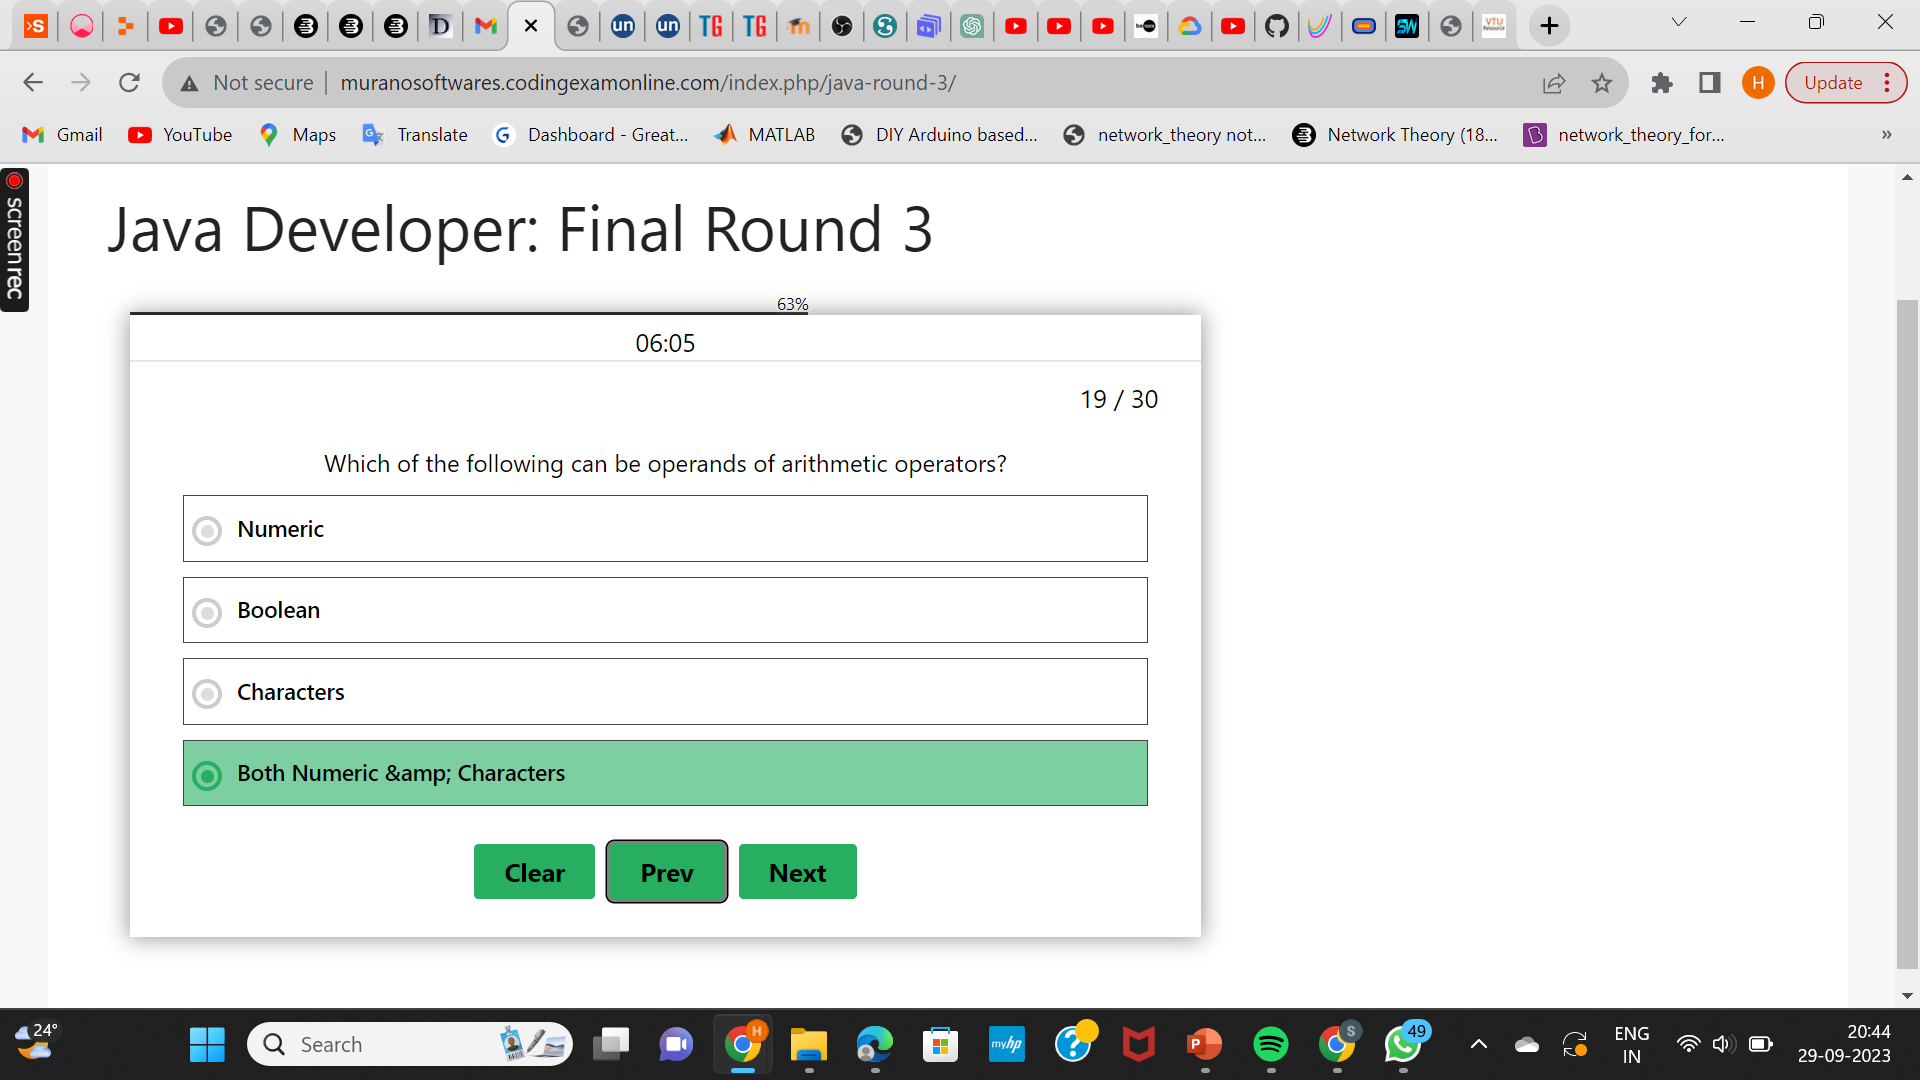 Not secure
muranosoftwares.codingexamonline.com/index.php/java-round-3/
H
Update
Gmail
YouTube
Maps
Translate
Dashboard - Great...
MATLAB
DIY Arduino based...
network_theory not...
Network Theory (18...
network_theory_for...
»
screenrec
Java Developer: Final Round 3
63%
06:05
19 / 30
Which of the following can be operands of arithmetic operators?
Numeric
Boolean
Characters
Both Numeric &amp; Characters
Clear
Prev
Next
24°
Search
H
myhp
S
49
ENG
IN
20:44
29-09-2023